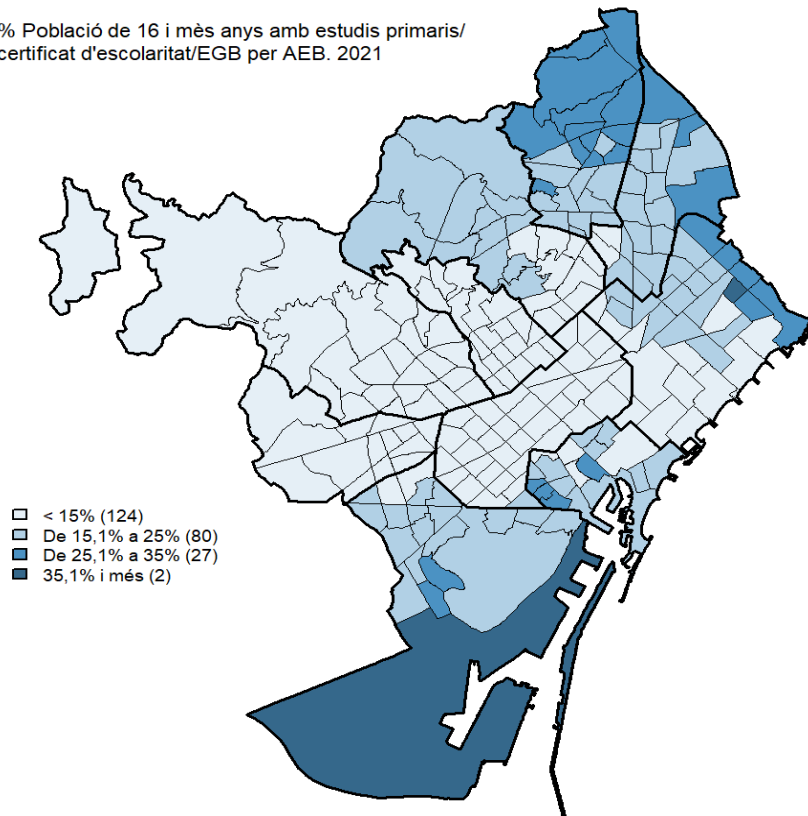 % Població de 16 i mès anys amb estudis primaris/
certificat d'escolaritat/EGB per AEB. 2021
< 15% (124)
De 15,1% a 25% (80)
De 25,1% a 35% (27)
35,1% i més (2)